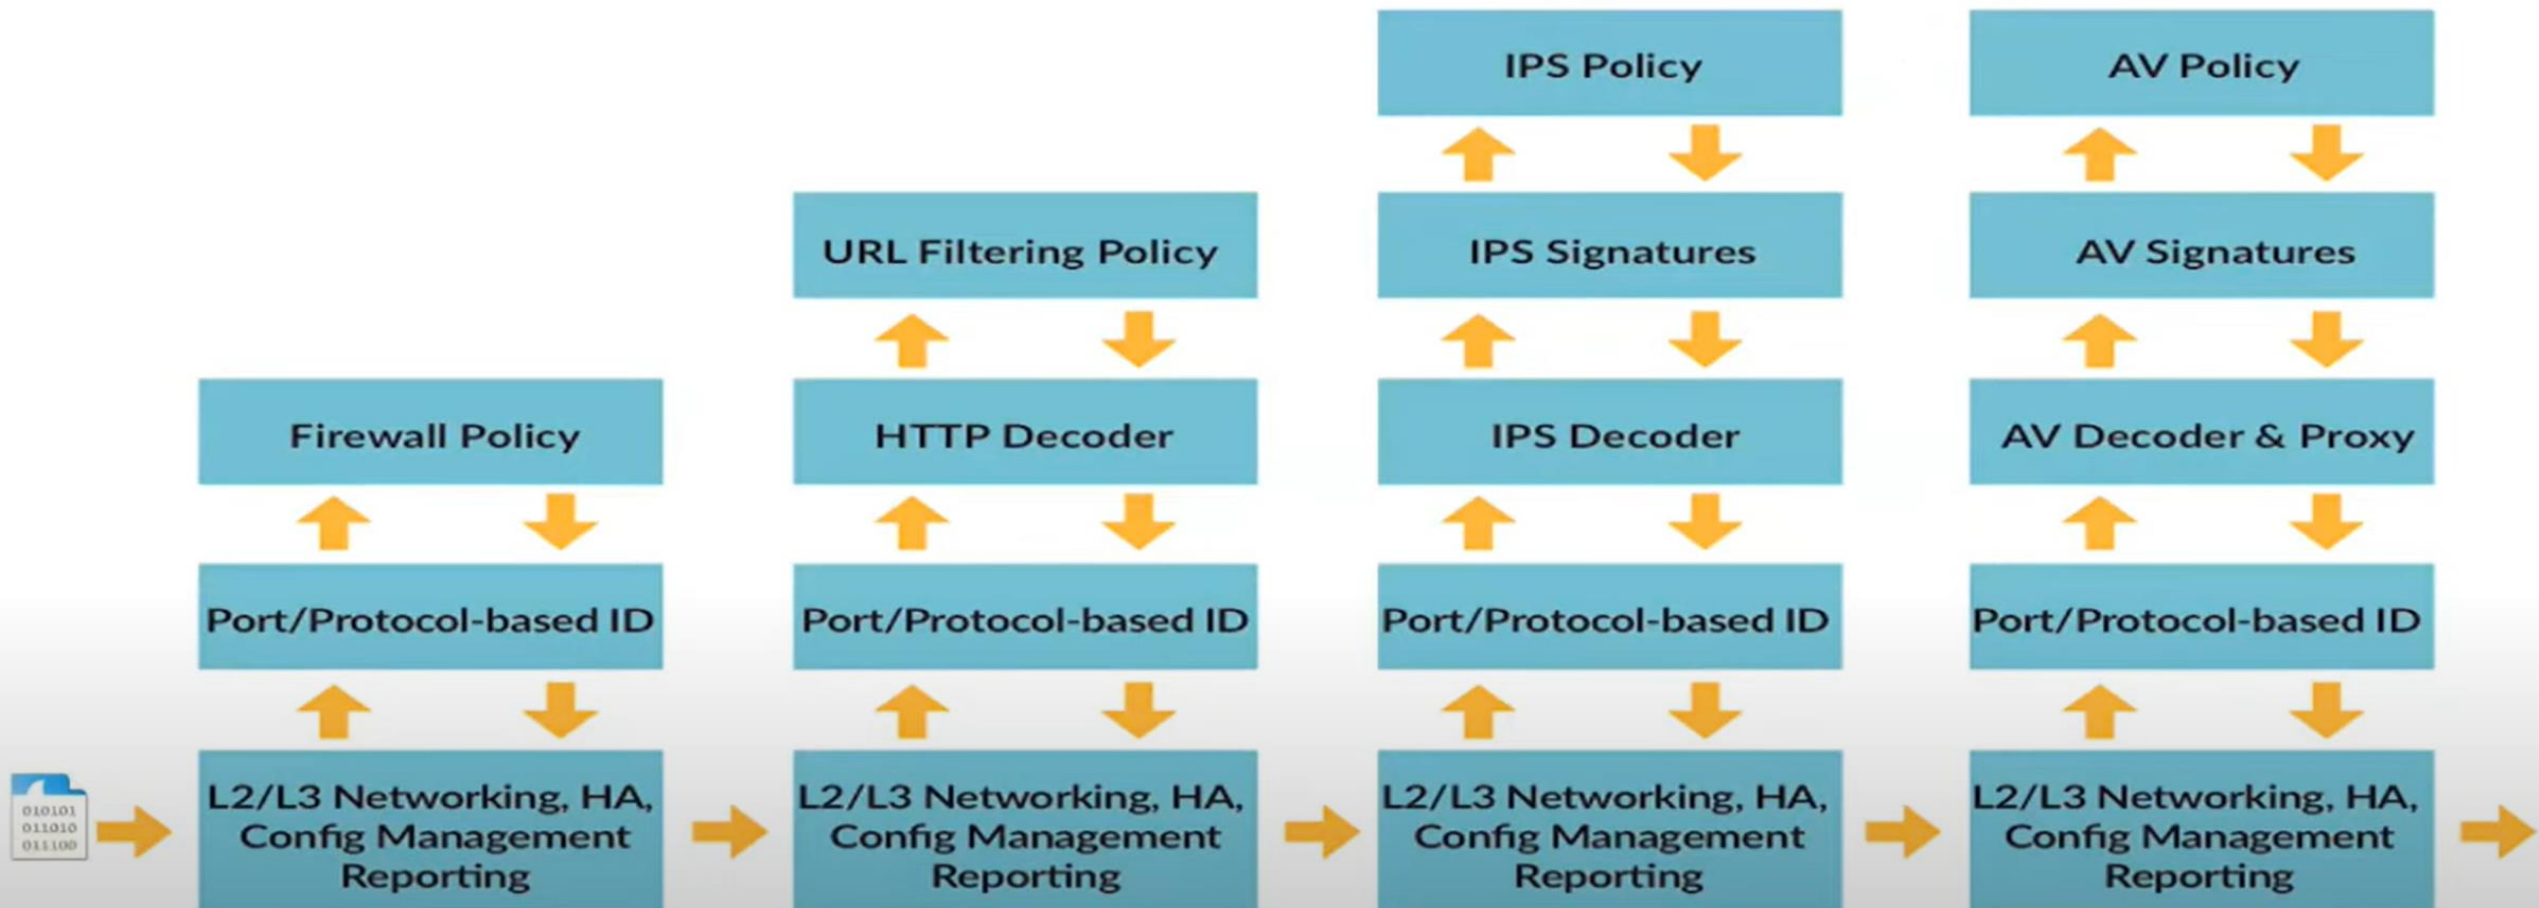 IPS Policy
AV Policy
URL Filtering Policy
IPS Signatures
AV Signatures
Firewall Policy
HTTP Decoder
IPS Decoder
AV Decoder & Proxy
Port/Protocol-based ID
Port/Protocol-based ID
Port/Protocol-based ID
Port/Protocol-based ID
010101
011010
011100
L2/L3 Networking, HA,
Config Management
Reporting
L2/L3 Networking, HA,
Config Management
Reporting
L2/L3 Networking, HA,
Config Management
Reporting
L2/L3 Networking, HA,
Config Management
Reporting